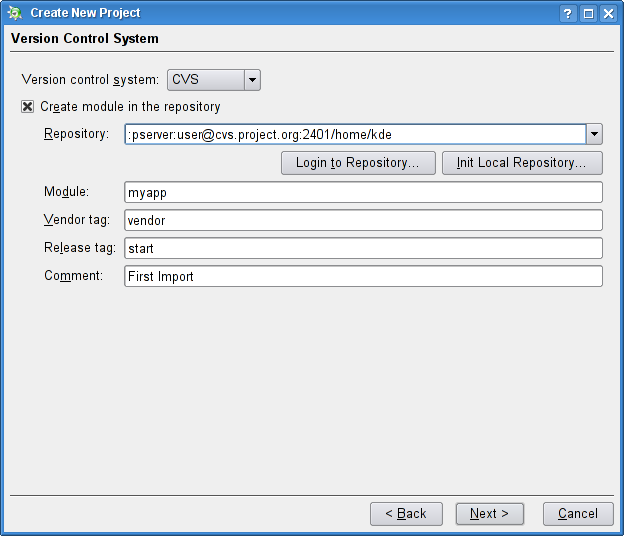 Create New Project
Version Control System
Version control system: CVS
Create module in the repository
Repository: :pserver:user@cvs.project.org:2401/home/kde
Login to Repository... Init Local Repository...
Module: myapp
Vendor tag: vendor
Release tag: start
Comment: First Import
< Back Next > Cancel